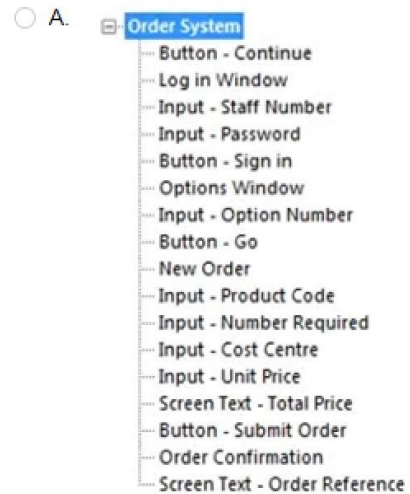 A.
Order System
Button - Continue
Log in Window
Input - Staff Number
Input - Password
Button - Sign in
Options Window
Input - Option Number
Button - Go
New Order
Input - Product Code
Input - Number Required
Input - Cost Centre
Input - Unit Price
Screen Text - Total Price
Button - Submit Order
Order Confirmation
Screen Text - Order Reference